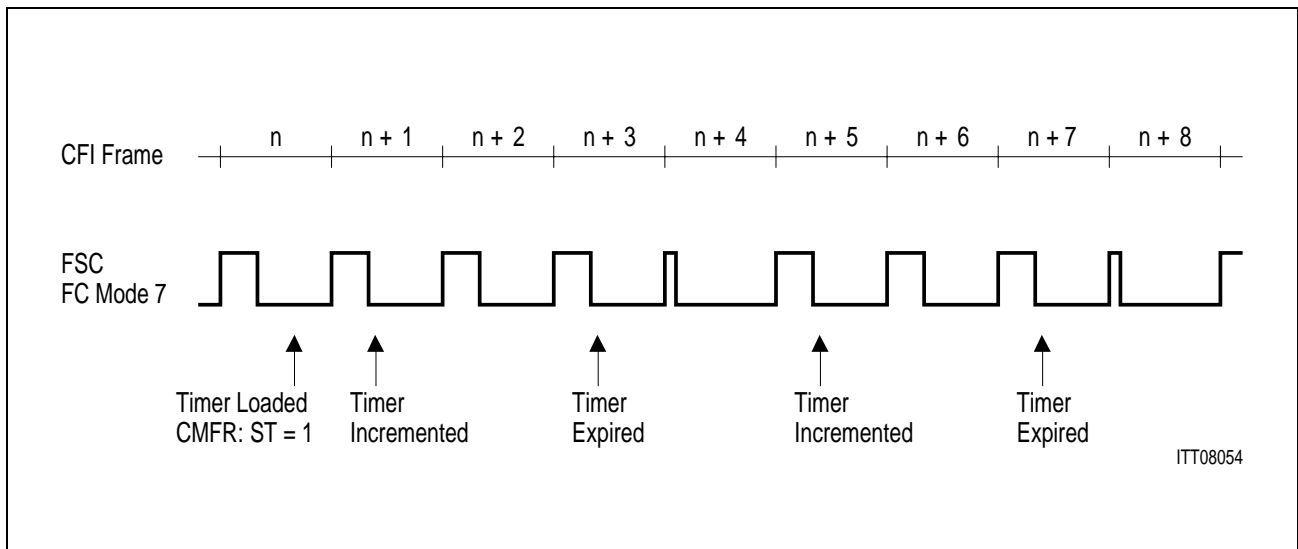 n n + 1 n + 2 n + 3 n + 4 n + 5 n + 6 n + 7 n + 8
CFI Frame
FSC
FC Mode 7
Timer Loaded
CMFR: ST = 1
Timer
Incremented
Timer
Expired
Timer
Incremented
Timer
Expired
ITT08054